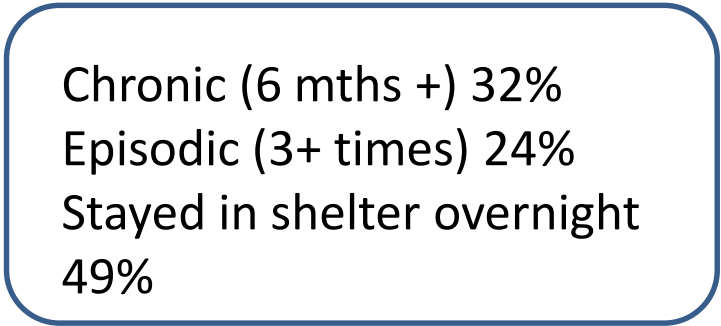 Chronic (6 mths +) 32%
Episodic (3+ times) 24%
Stayed in shelter overnight
49%